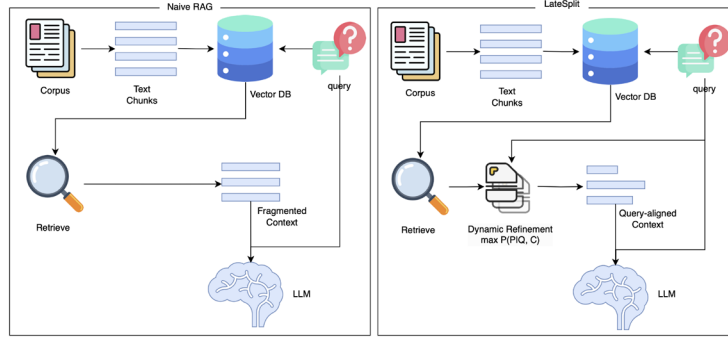 Naive RAG
Corpus
Text
Chunks
Vector DB
query
Retrieve
Fragmented
Context
LLM
LateSplit
Corpus
Text
Chunks
Vector DB
query
Retrieve
Dynamic Refinement
max P(PIQ, C)
Query-aligned
Context
LLM